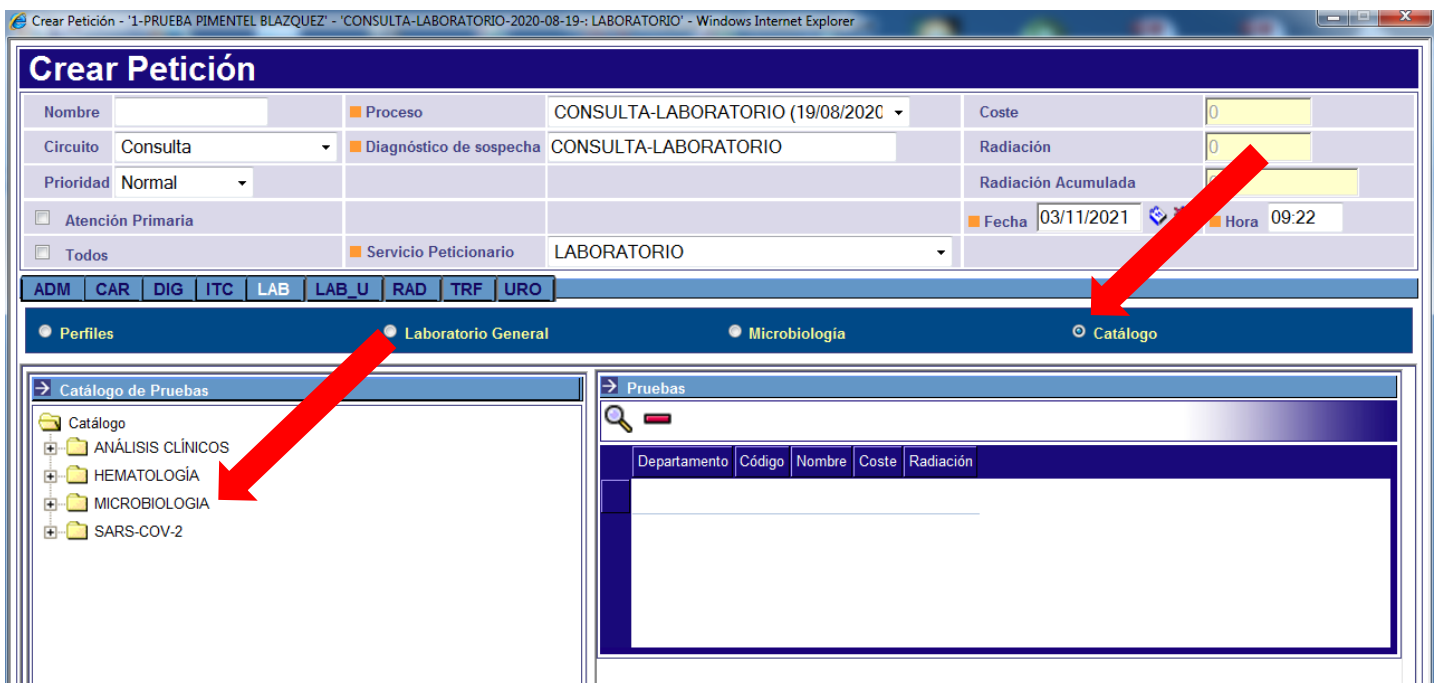 Crear Petición - '1-PRUEBA PIMENTEL BLAZQUEZ' - 'CONSULTA-LABORATORIO-2020-08-19-: LABORATORIO' - Windows Internet Explorer
Crear Petición
Nombre Proceso CONSULTA-LABORATORIO (19/08/2020 Coste 0
Circuito Consulta Diagnóstico de sospecha CONSULTA-LABORATORIO Radiación 0
Prioridad Normal Radiación Acumulada
Atención Primaria Fecha 03/11/2021 Hora 09:22
Todos Servicio Peticionario LABORATORIO
ADM CAR DIG ITC LAB LAB_U RAD TRF URO
Perfiles Laboratorio General Microbiología Catálogo
Catálogo de Pruebas Pruebas
Catálogo
ANÁLISIS CLÍNICOS
HEMATOLOGÍA
MICROBIOLOGIA
SARS-COV-2
Departamento Código Nombre Coste Radiación